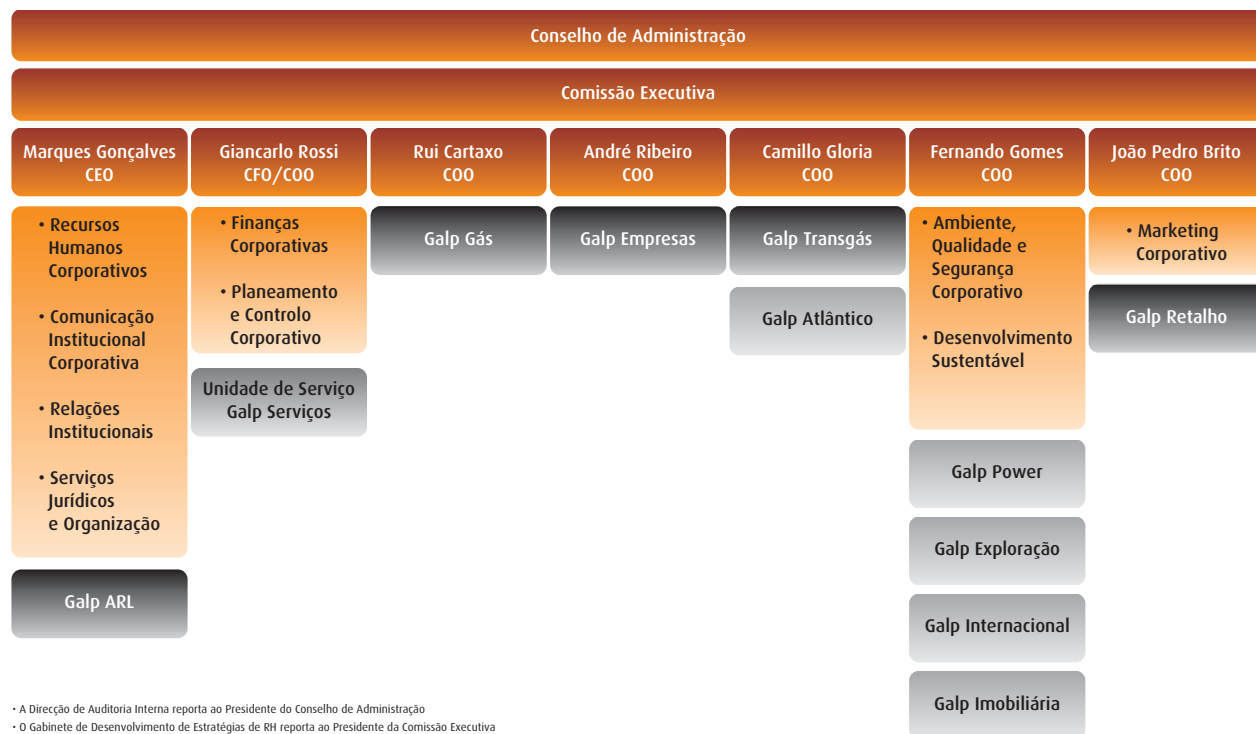 Conselho de Administração
Comissão Executiva
Marques Gonçalves
CEO
Giancarlo Rossi
CFO/COO
Rui Cartaxo
COO
André Ribeiro
COO
Camillo Gloria
COO
Fernando Gomes
COO
João Pedro Brito
COO
• Recursos
Humanos
Corporativos
• Comunicação
Institucional
Corporativa
• Relações
Institucionais
• Serviços
Jurídicos
e Organização
Galp ARL
• Finanças
Corporativas
• Planeamento
e Controlo
Corporativo
Unidade de Serviço
Galp Serviços
Galp Gás
Galp Empresas
Galp Transgás
Galp Atlântico
• Ambiente,
Qualidade e
Segurança
Corporativo
• Desenvolvimento
Sustentável
Galp Power
Galp Exploração
Galp Internacional
Galp Imobiliária
• Marketing
Corporativo
Galp Retalho
• A Direcção de Auditoria Interna reporta ao Presidente do Conselho de Administração
• O Gabinete de Desenvolvimento de Estratégias de RH reporta ao Presidente da Comissão Executiva